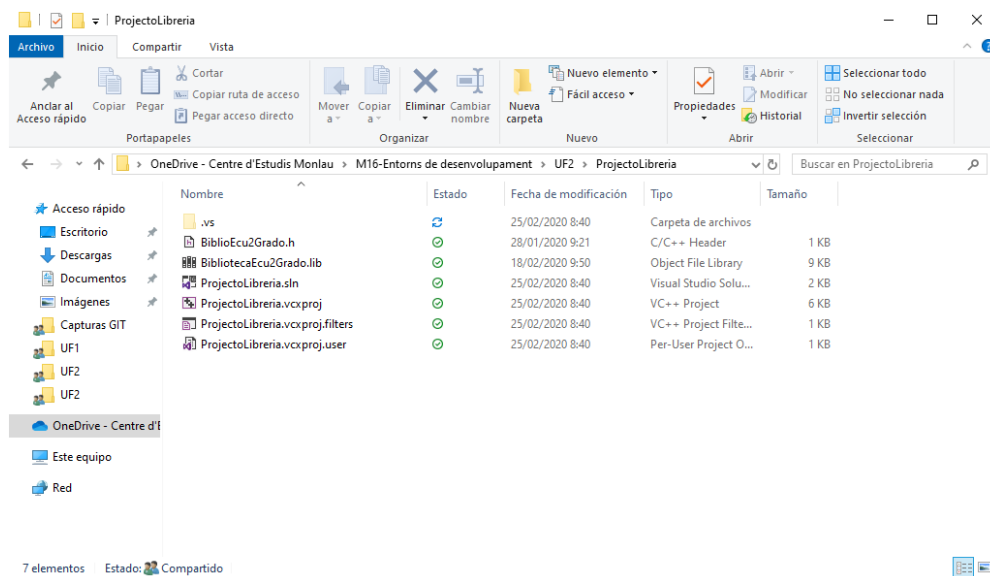 ProjectoLibreria
Archivo Inicio Compartir Vista
Anclar al Acceso rápido
Copiar
Pegar
Cortar
Copiar ruta de acceso
Pegar acceso directo
Portapapeles
Mover a
Copiar a
Eliminar
Cambiar nombre
Organizar
Nueva carpeta
Nuevo elemento
Fácil acceso
Nuevo
Propiedades
Abrir
Modificar
Historial
Abrir
Seleccionar todo
No seleccionar nada
Invertir selección
Seleccionar
OneDrive - Centre d'Estudis Monlau > M16-Entorns de desenvolupament > UF2 > ProjectoLibreria
Buscar en ProjectoLibreria
Acceso rápido
Escritorio
Descargas
Documentos
Imágenes
Capturas GIT
UF1
UF2
UF2
OneDrive - Centre d'E
Este equipo
Red
Nombre Estado Fecha de modificación Tipo Tamaño
.vs 25/02/2020 8:40 Carpeta de archivos
BiblioEcu2Grado.h 28/01/2020 9:21 C/C++ Header 1 KB
BibliotecaEcu2Grado.lib 18/02/2020 9:50 Object File Library 9 KB
ProjectoLibreria.sln 25/02/2020 8:40 Visual Studio Solu... 2 KB
ProjectoLibreria.vcxproj 25/02/2020 8:40 VC++ Project 6 KB
ProjectoLibreria.vcxproj.filters 25/02/2020 8:40 VC++ Project Filte... 1 KB
ProjectoLibreria.vcxproj.user 25/02/2020 8:40 Per-User Project O... 1 KB
7 elementos Estado: Compartido